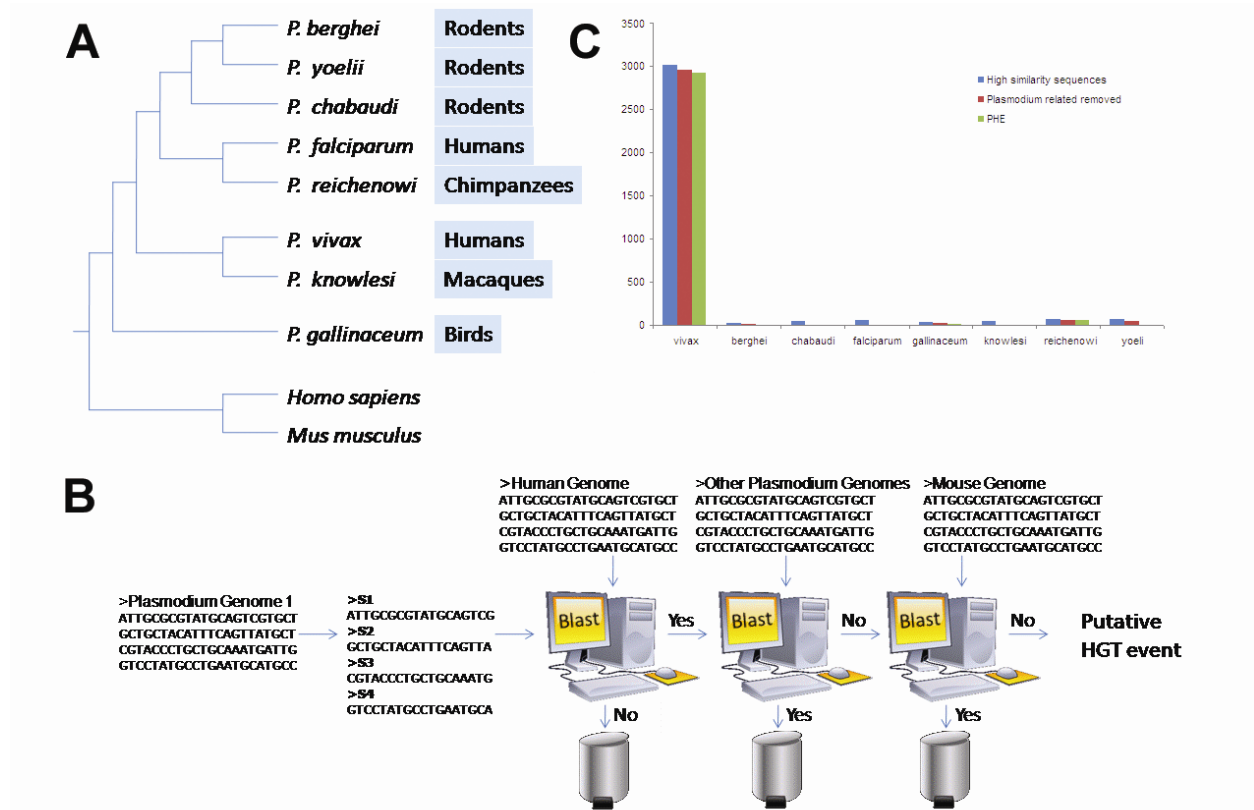 A
P. berghei Rodents
P. yoelii Rodents
P. chabaudi Rodents
P. falciparum Humans
P. reichenowi Chimpanzees
P. vivax Humans
P. knowlesi Macaques
P. gallinaceum Birds
Homo sapiens
Mus musculus
C
3500
3000
2500
2000
1500
1000
500
0
High similarity sequences
Plasmodium related removed
PHE
vivax berghei chabaudi falciparum gallinaceum knowlesi reichenowi yoeli
B
>Plasmodium Genome 1
ATTGCGCGTATGCAGTCGTGCT
GCTGCTACATTTCAGTTATGCT
CGTACCCTGCTGCAAATGATTG
GTCCTATGCCTGAATGCATGCC
>S1
ATTGCGCGTATGCAGTCG
>S2
GCTGCTACATTTCAGTTA
>S3
CGTACCCTGCTGCAAATG
>S4
GTCCTATGCCTGAATGCA
>Human Genome
ATTGCGCGTATGCAGTCGTGCT
GCTGCTACATTTCAGTTATGCT
CGTACCCTGCTGCAAATGATTG
GTCCTATGCCTGAATGCATGCC
Blast
Yes
No
>Other Plasmodium Genomes
ATTGCGCGTATGCAGTCGTGCT
GCTGCTACATTTCAGTTATGCT
CGTACCCTGCTGCAAATGATTG
GTCCTATGCCTGAATGCATGCC
Blast
No
Yes
>Mouse Genome
ATTGCGCGTATGCAGTCGTGCT
GCTGCTACATTTCAGTTATGCT
CGTACCCTGCTGCAAATGATTG
GTCCTATGCCTGAATGCATGCC
Blast
No
Yes
Putative
HGT event